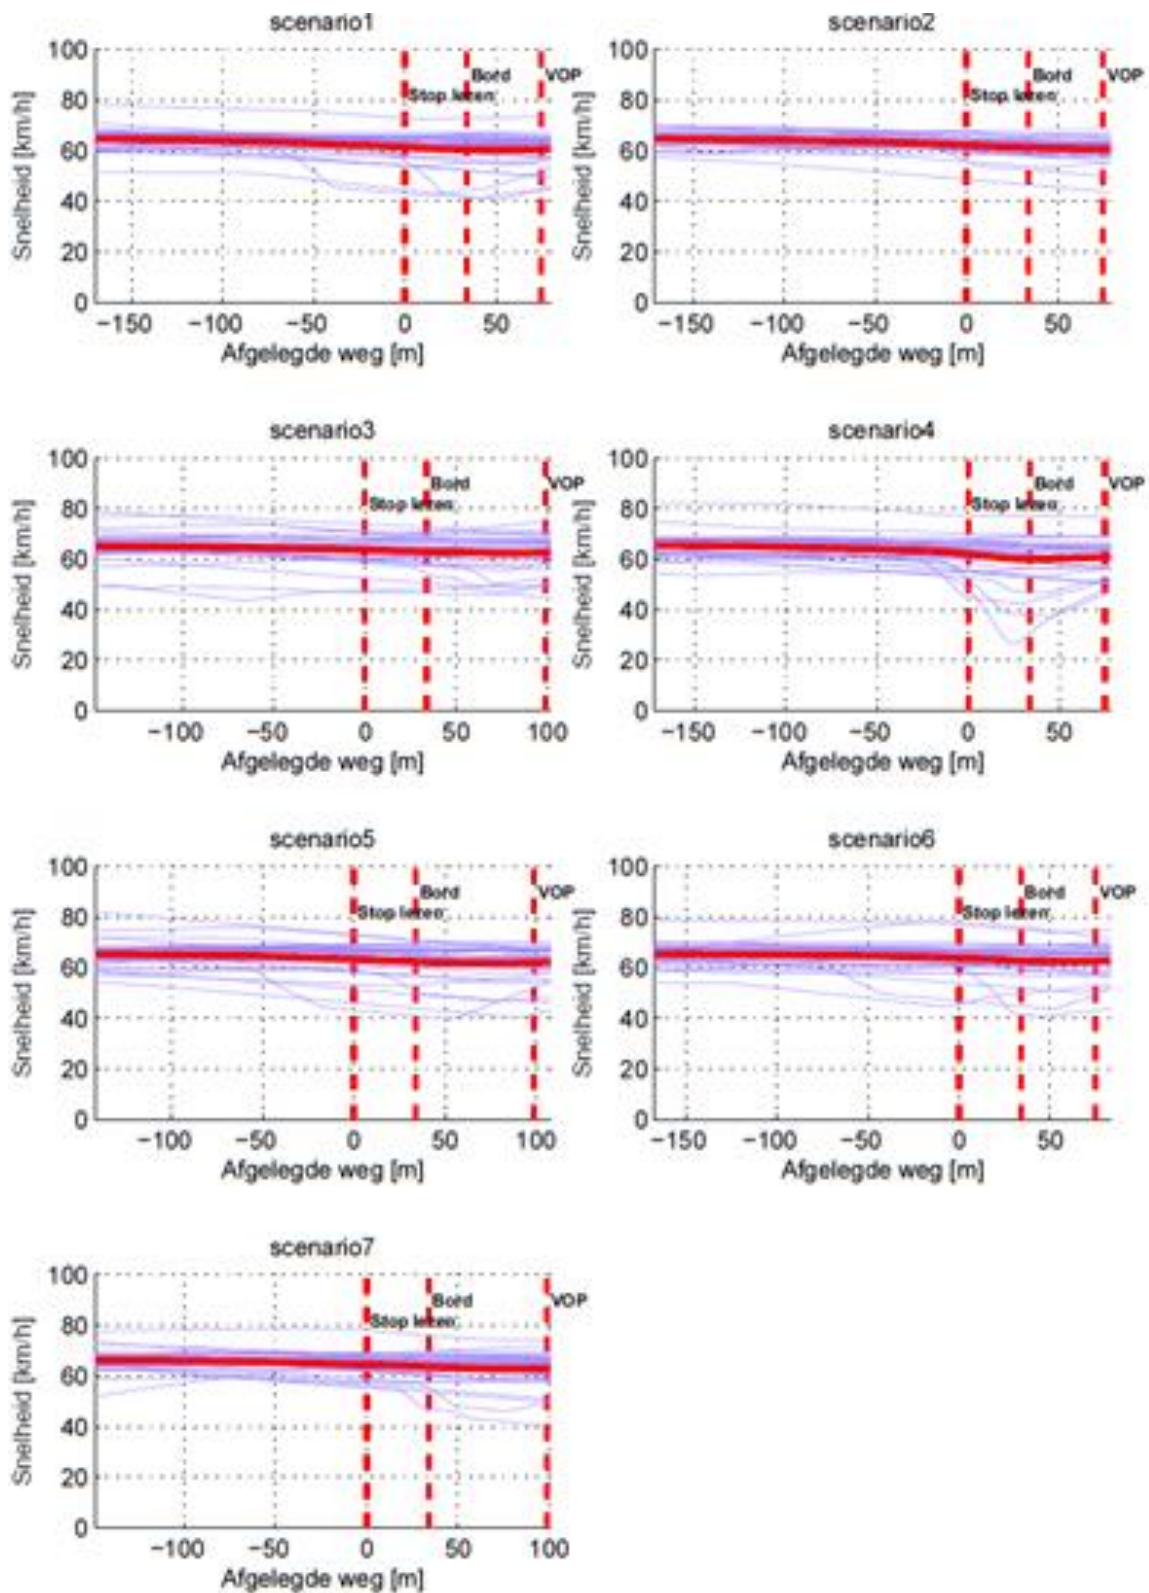 scenario1
100
80
60
40
20
0
Snelheid [km/h]
Stop lezen
Bord
VOP
−150 −100 −50 0 50
Afgelegde weg [m]
scenario2
100
80
60
40
20
0
Snelheid [km/h]
Stop lezen
Bord
VOP
−150 −100 −50 0 50
Afgelegde weg [m]
scenario3
100
80
60
40
20
0
Snelheid [km/h]
Stop lezen
Bord
VOP
−100 −50 0 50 100
Afgelegde weg [m]
scenario4
100
80
60
40
20
0
Snelheid [km/h]
Stop lezen
Bord
VOP
−150 −100 −50 0 50
Afgelegde weg [m]
scenario5
100
80
60
40
20
0
Snelheid [km/h]
Stop lezen
Bord
VOP
−100 −50 0 50 100
Afgelegde weg [m]
scenario6
100
80
60
40
20
0
Snelheid [km/h]
Stop lezen
Bord
VOP
−150 −100 −50 0 50
Afgelegde weg [m]
scenario7
100
80
60
40
20
0
Snelheid [km/h]
Stop lezen
Bord
VOP
−100 −50 0 50 100
Afgelegde weg [m]